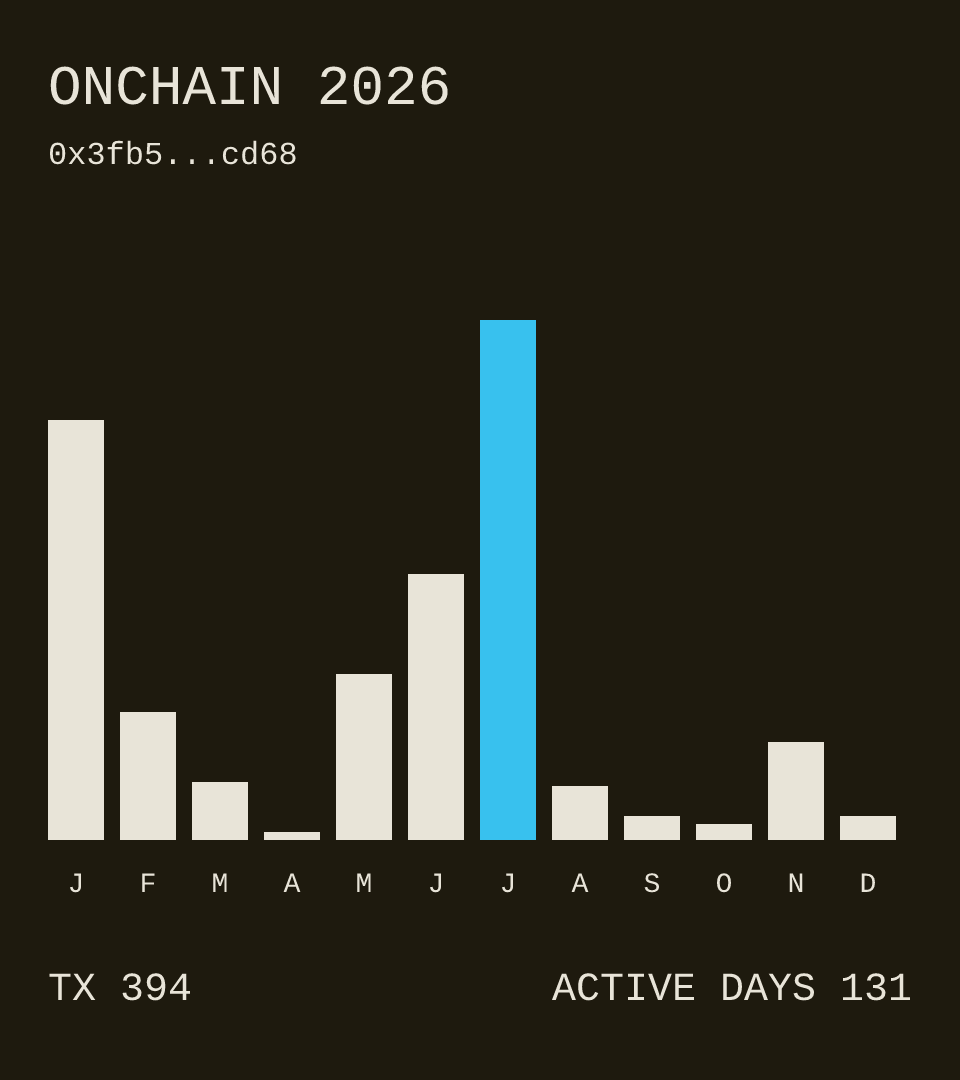 ONCHAIN 2026
0x3fb5...cd68
J F M A M J J A S O N D
TX 394 ACTIVE DAYS 131